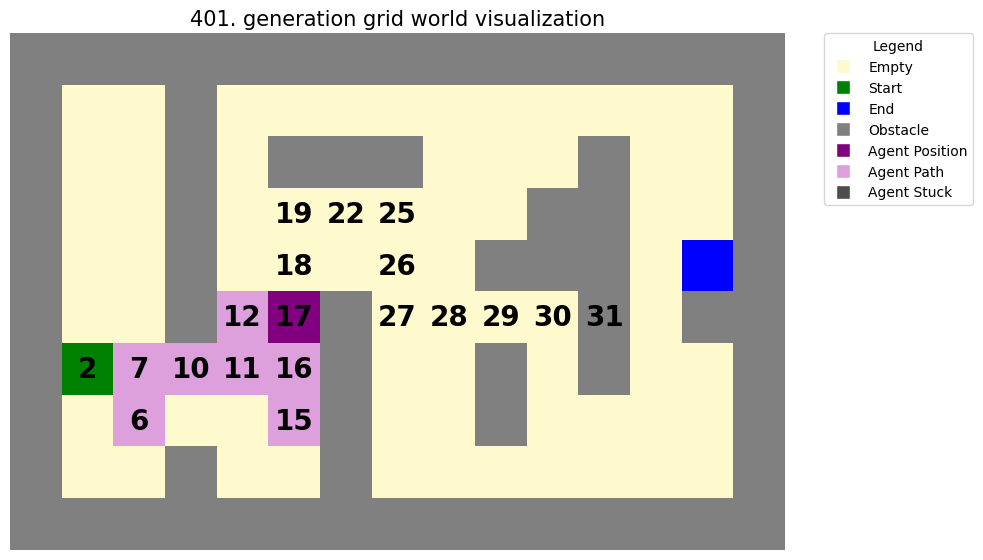 401. generation grid world visualization
Legend
Empty
Start
End
Obstacle
Agent Position
Agent Path
Agent Stuck
19 22 25
18 26
12 17 27 28 29 30 31
2 7 10 11 16
6 15